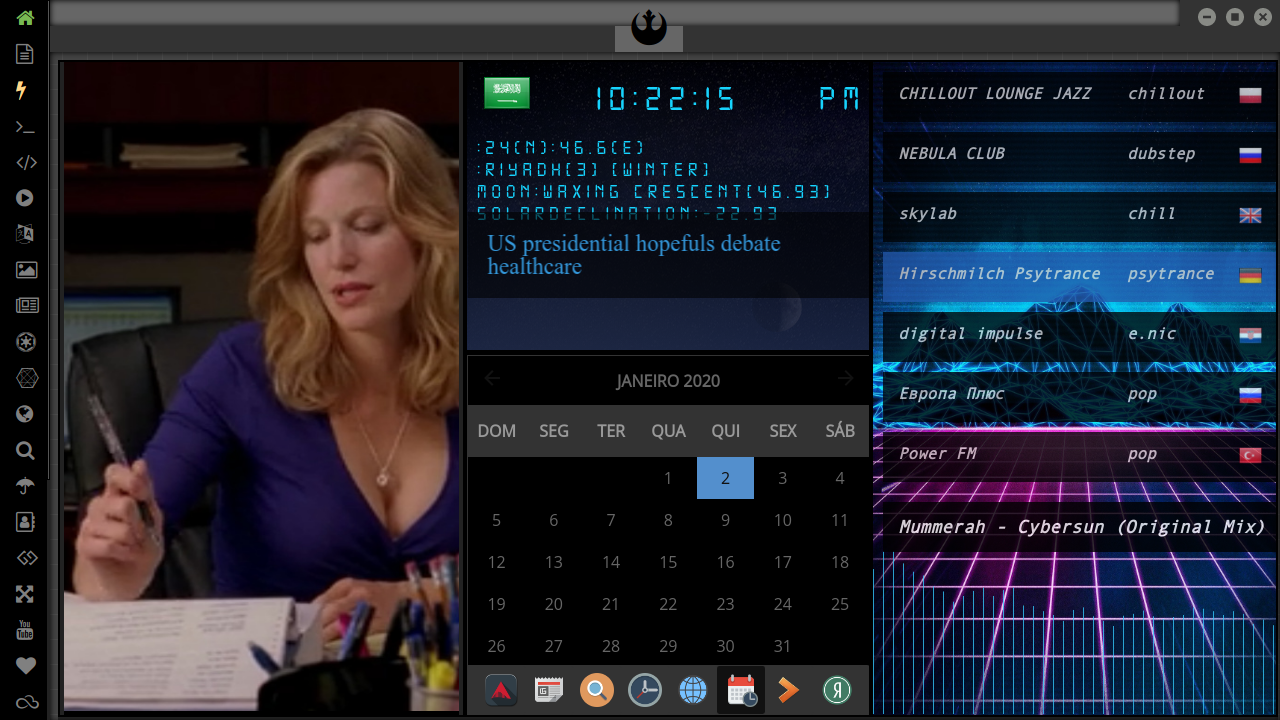 10:22:15 PM
:24(N):46.6(E)
:RIYADH(3) (WINTER)
MOON:WAXING CRESCENT(46.93)
SOLARDECLINATION:-22.93
US presidential hopefuls debate
healthcare
JANEIRO 2020
DOM SEG TER QUA QUI SEX SÁB
1 2 3 4
5 6 7 8 9 10 11
12 13 14 15 16 17 18
19 20 21 22 23 24 25
26 27 28 29 30 31
CHILLOUT LOUNGE JAZZ chillout
NEBULA CLUB dubstep
skylab chill
Hirschmilch Psytrance psytrance
digital impulse e.nic
Европа Плюс pop
Power FM pop
Mummerah - Cybersun (Original Mix)
You
Tube
Я